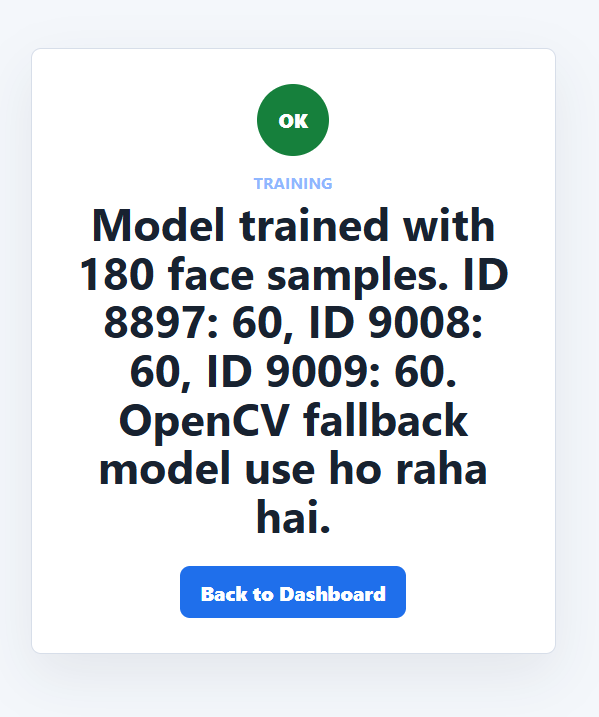 OK
TRAINING
Model trained with
180 face samples. ID
8897: 60, ID 9008:
60, ID 9009: 60.
OpenCV fallback
model use ho raha
hai.
Back to Dashboard